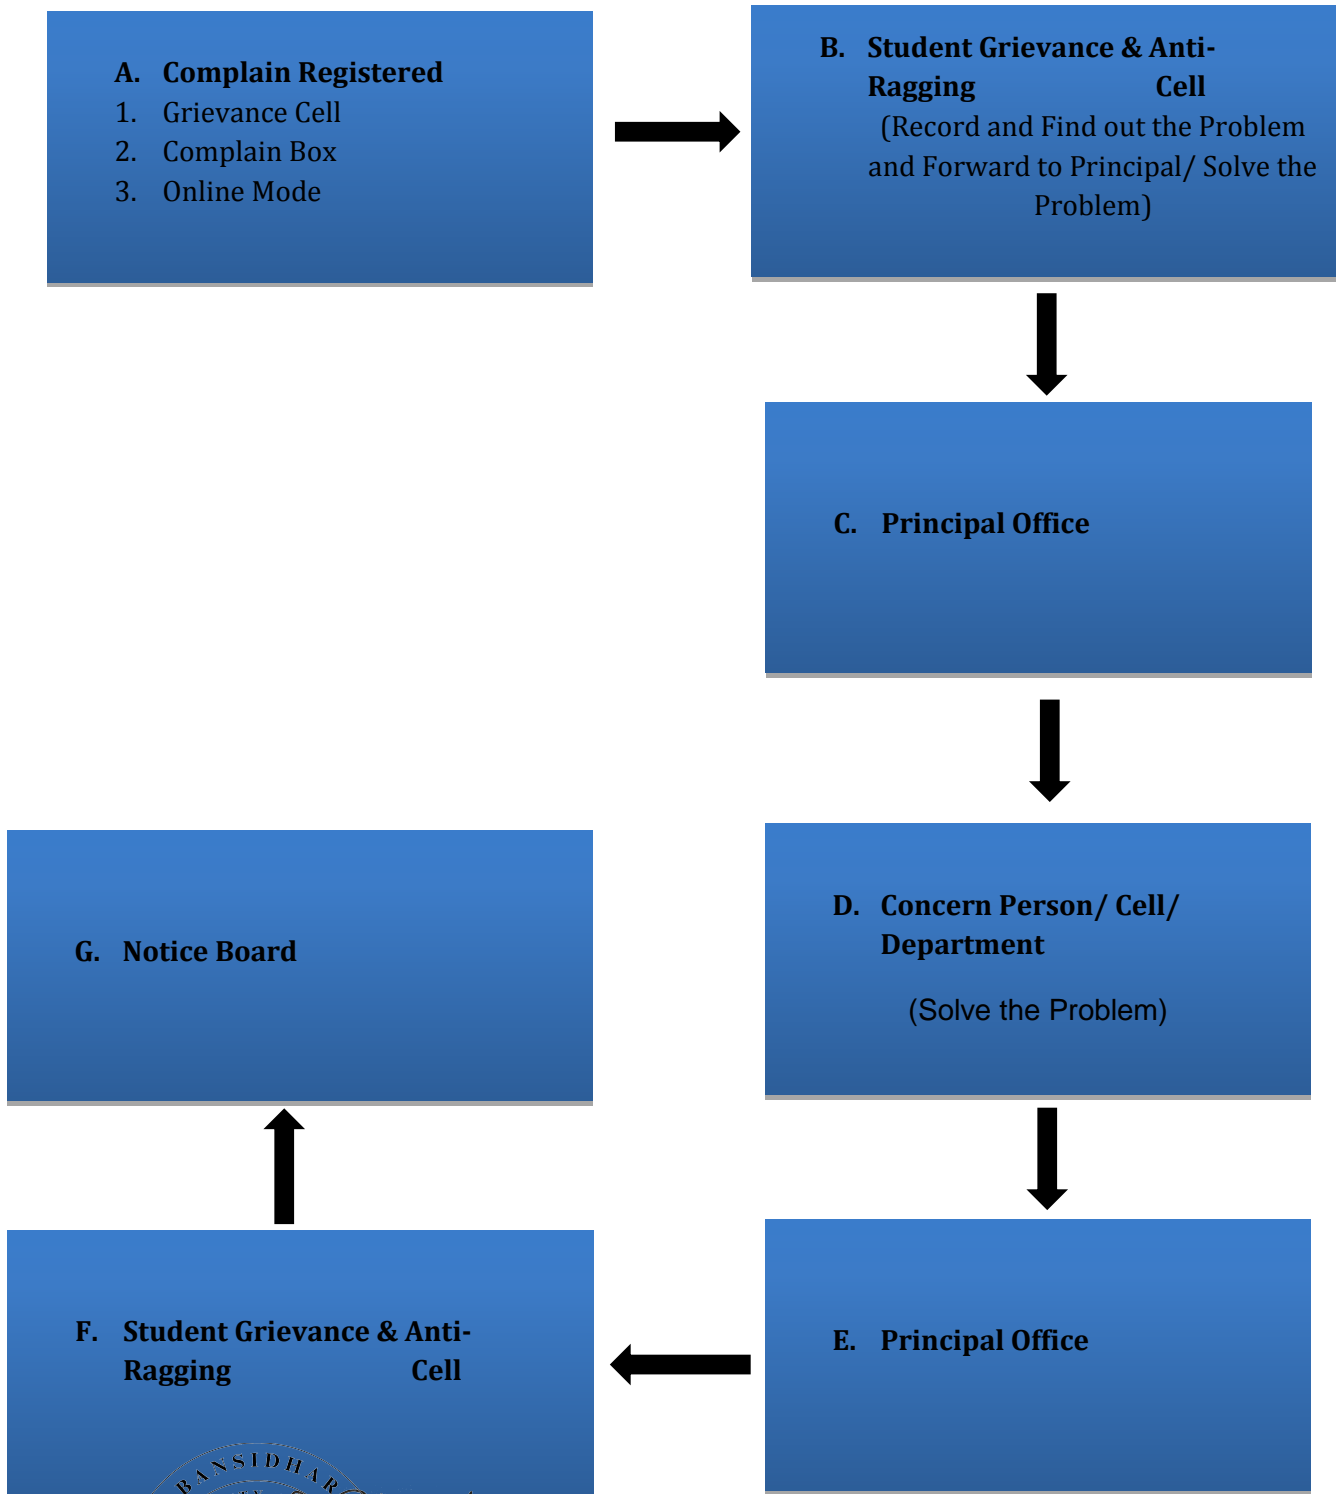 A. Complain Registered
1. Grievance Cell
2. Complain Box
3. Online Mode
B. Student Grievance & Anti-
Ragging Cell
(Record and Find out the Problem
and Forward to Principal/ Solve the
Problem)
C. Principal Office
D. Concern Person/ Cell/
Department
(Solve the Problem)
E. Principal Office
F. Student Grievance & Anti-
Ragging Cell
G. Notice Board
BANSIDHAR